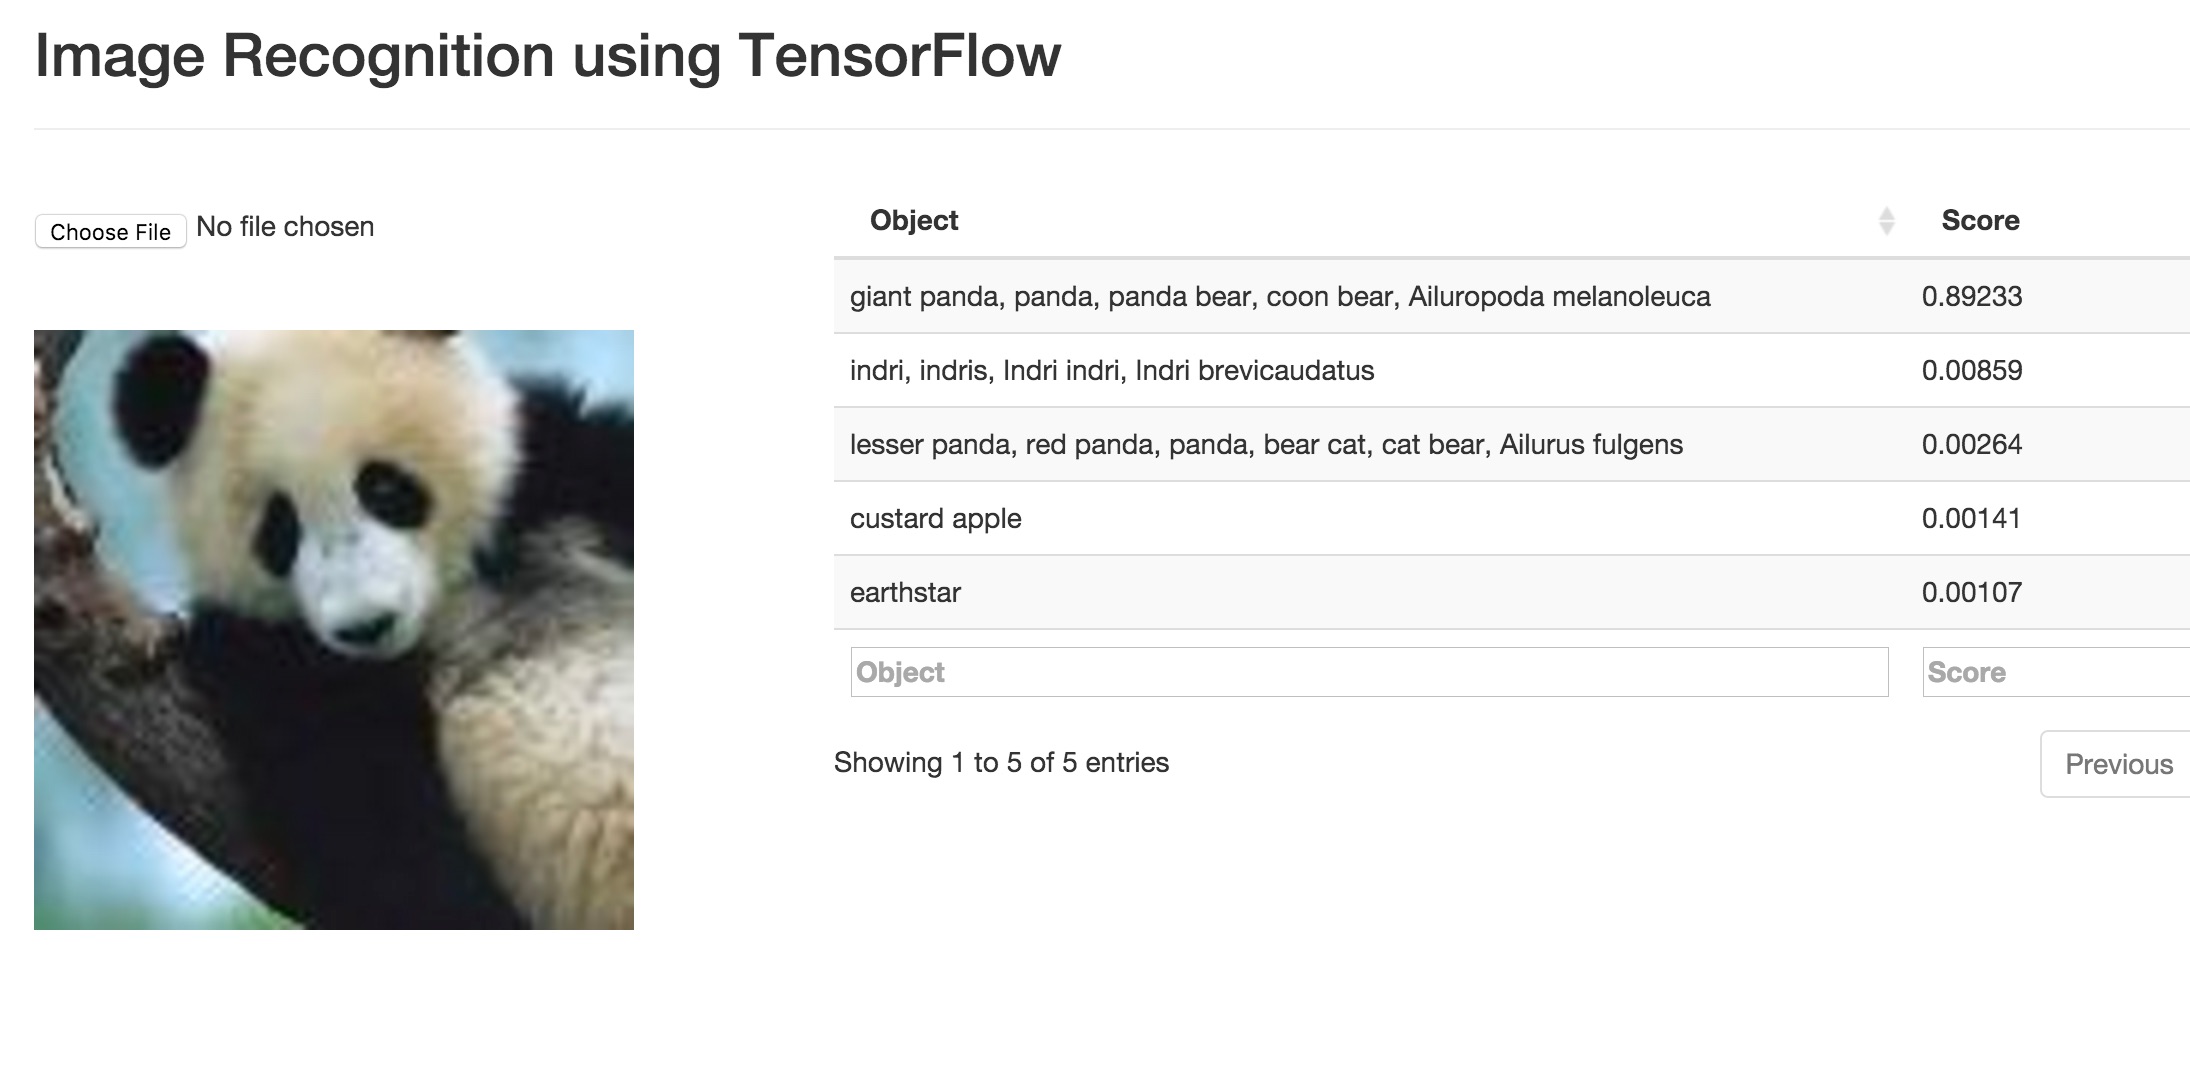 Image Recognition using TensorFlow
Choose File No file chosen
Object Score
giant panda, panda, panda bear, coon bear, Ailuropoda melanoleuca 0.89233
indri, indris, Indri indri, Indri brevicaudatus 0.00859
lesser panda, red panda, panda, bear cat, cat bear, Ailurus fulgens 0.00264
custard apple 0.00141
earthstar 0.00107
Object Score
Showing 1 to 5 of 5 entries
Previous